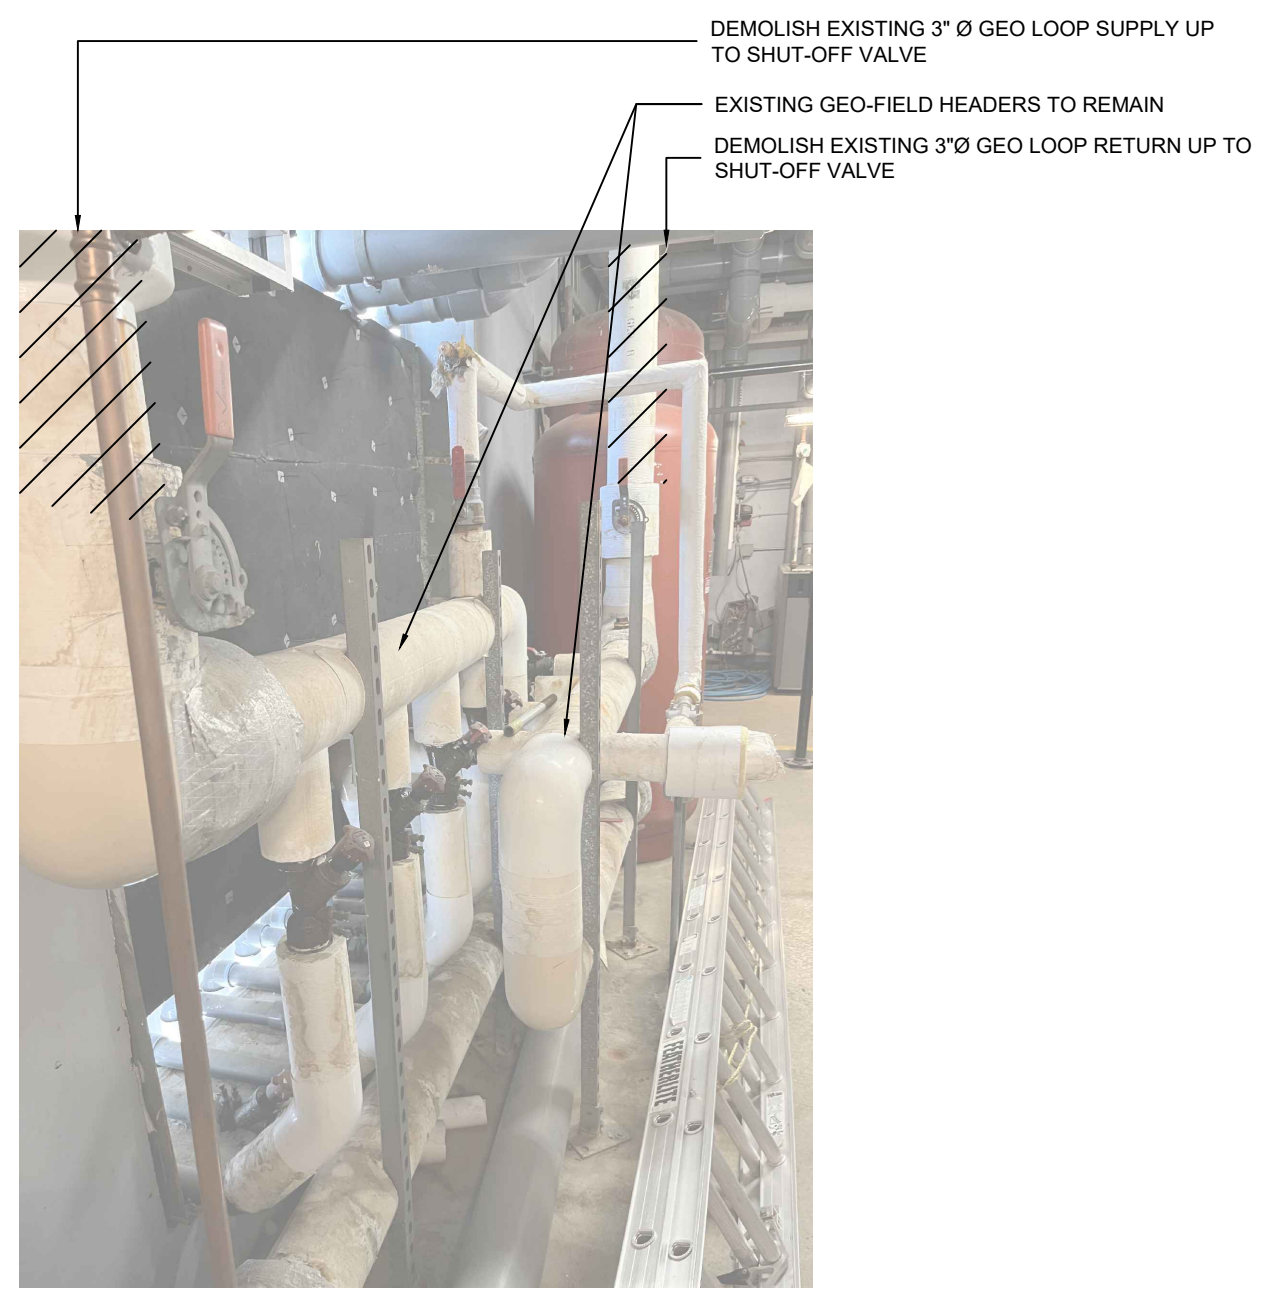 DEMOLISH EXISTING 3" Ø GEO LOOP SUPPLY UP
TO SHUT-OFF VALVE
EXISTING GEO-FIELD HEADERS TO REMAIN
DEMOLISH EXISTING 3"Ø GEO LOOP RETURN UP TO
SHUT-OFF VALVE
FEATHERLITE